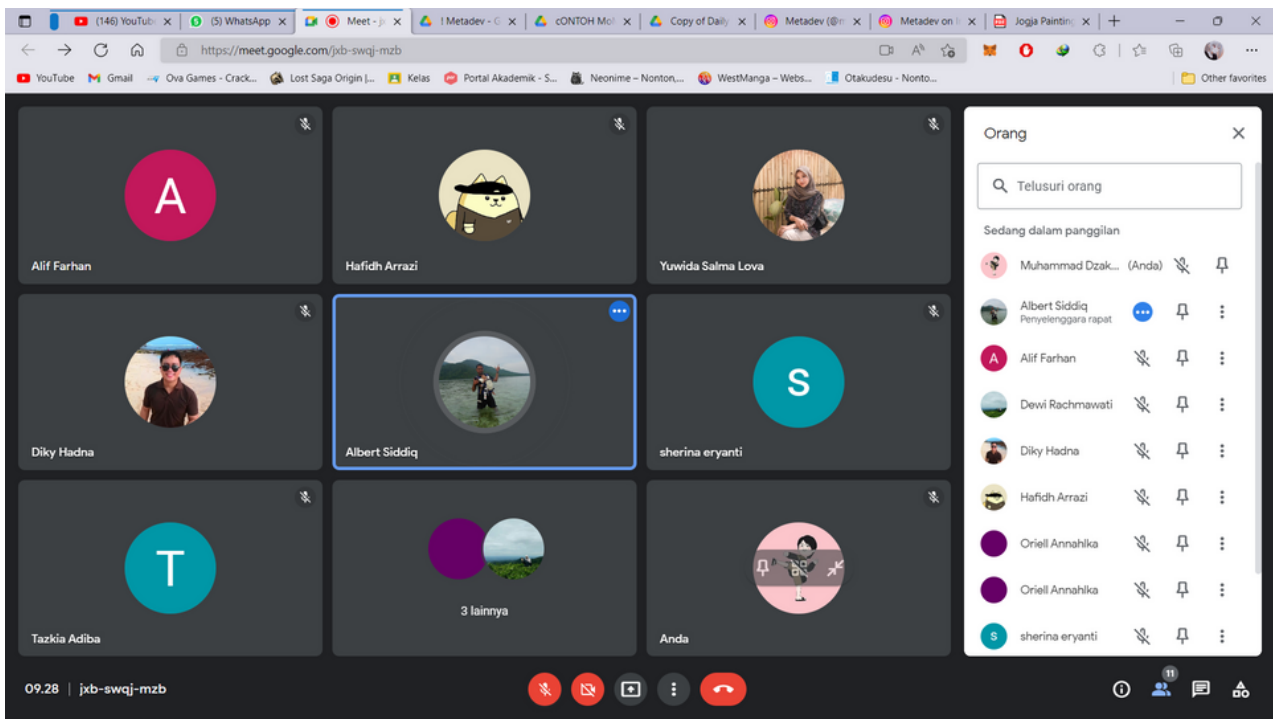 (146) YouTub
(5) WhatsApp
Meet - j
! Metadev - G
cONTOH Mo
Copy of Daily
Metadev (@m
Metadev on I
Jogja Painting
https://meet.google.com/jxb-swqj-mzb
YouTube
Gmail
Ova Games - Crack...
Lost Saga Origin |...
Kelas
Portal Akademik - S...
Neonime – Nonton,...
WestManga – Webs...
Otakudesu - Nonto...
Other favorites
A
Alif Farhan
Hafidh Arrazi
Yuwida Salma Lova
Diky Hadna
Albert Siddiq
S
sherina eryanti
T
Tazkia Adiba
3 lainnya
Anda
Orang
Telusuri orang
Sedang dalam panggilan
Muhammad Dzak... (Anda)
Albert Siddiq
Penyelenggara rapat
A Alif Farhan
Dewi Rachmawati
Diky Hadna
Hafidh Arrazi
Oriell Annahlka
Oriell Annahlka
s sherina eryanti
09.28 | jxb-swqj-mzb
11